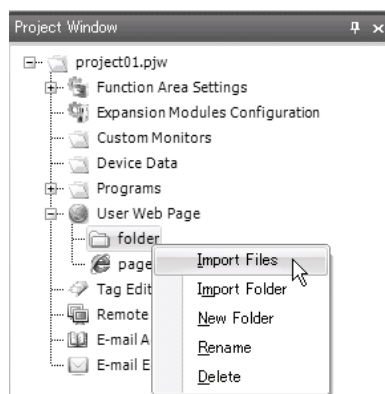 Project Window
project01.pjw
Function Area Settings
Expansion Modules Configuration
Custom Monitors
Device Data
Programs
User Web Page
folder
page
Tag Edit
Remote
E-mail A
E-mail E
Import Files
Import Folder
New Folder
Rename
Delete